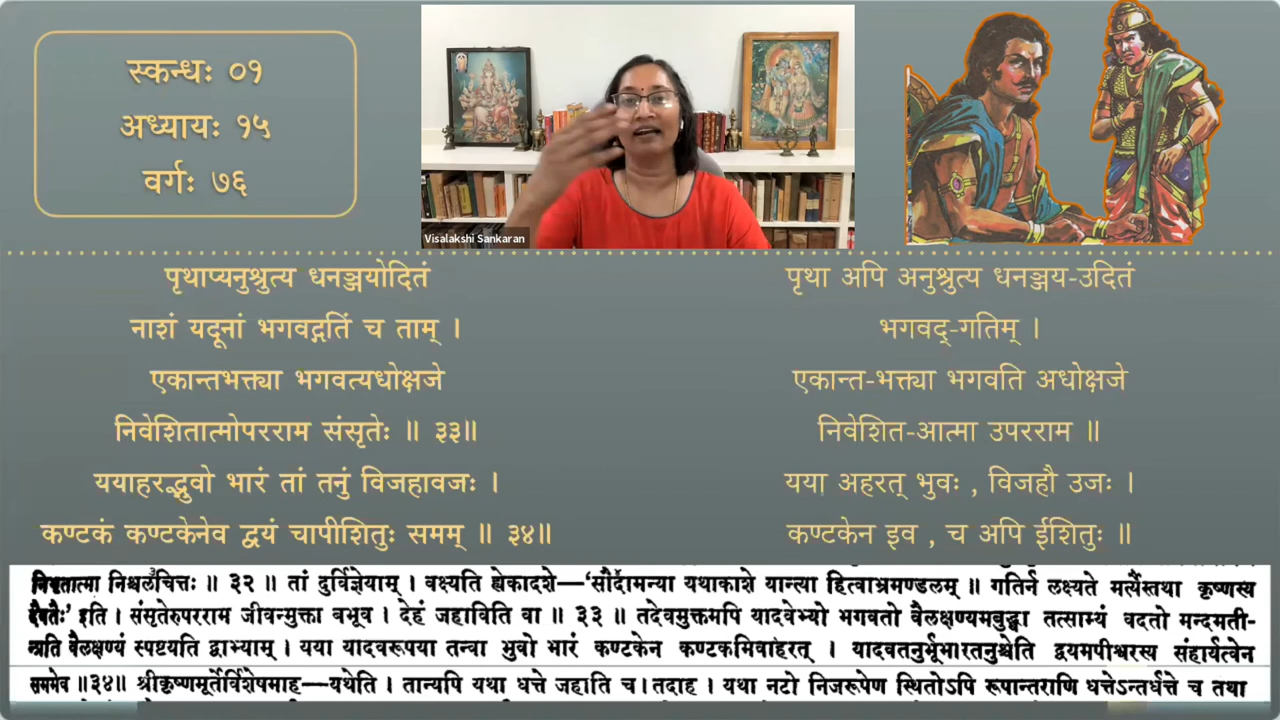 स्कन्धः ०१
अध्यायः १५
वर्गः ७६
Visalakshi Sankaran
पृथाप्यनुश्रुत्य धनञ्जयोदितं
नाशं यदूनां भगवद्गतिं च ताम् ।
एकान्तभक्त्या भगवत्यधोक्षजे
निवेशितात्मोपरराम संसृतेः ॥ ३३॥
ययाहरद्भुवो भारं तां तनुं विजहावजः ।
कण्टकं कण्टकेनेव द्वयं चापीशितुः समम् ॥ ३४॥
पृथा अपि अनुश्रुत्य धनञ्जय-उदितं
भगवद्-गतिम् ।
एकान्त-भक्त्या भगवति अधोक्षजे
निवेशित-आत्मा उपरराम ॥
यया अहरत् भुवः , विजहौ उजः ।
कण्टकेन इव , च अपि ईशितुः ॥
निश्चलचित्तः ॥ ३२ ॥ तां दुर्विज्ञेयाम् । वक्ष्यति ह्येकादशे—‘सौदामन्या यथाकाशे यान्त्या हित्वाभ्रमण्डलम् ॥ गतिर्न लक्ष्यते मर्त्यैस्तथा कृष्णस्य
दैवतैः’ इति । संसृतेरुपरराम जीवन्मुक्ता बभूव । देहं जहाविति वा ॥ ३३ ॥ तदेवमुक्तमपि यादवेभ्यो भगवतो वैलक्षण्यमबुद्ध्वा तत्साम्यं वदतो मन्दमती-
न्प्रति वैलक्षण्यं स्पष्टयति द्वाभ्याम् । यया यादवरूपया तन्वा भुवो भारं कण्टकेन कण्टकमिवाहरत् । यादवतनुर्भूभारतनुश्चेति द्वयमपीश्वरस्य संहार्यत्वेन
सममेव ॥३४॥ श्रीकृष्णमूर्तेर्विशेषमाह—यथेति । तान्यपि यथा धत्ते जहाति च । तदाह । यथा नटो निजरूपेण स्थितोऽपि रूपान्तराणि धत्तेऽन्तर्धत्ते च तथा